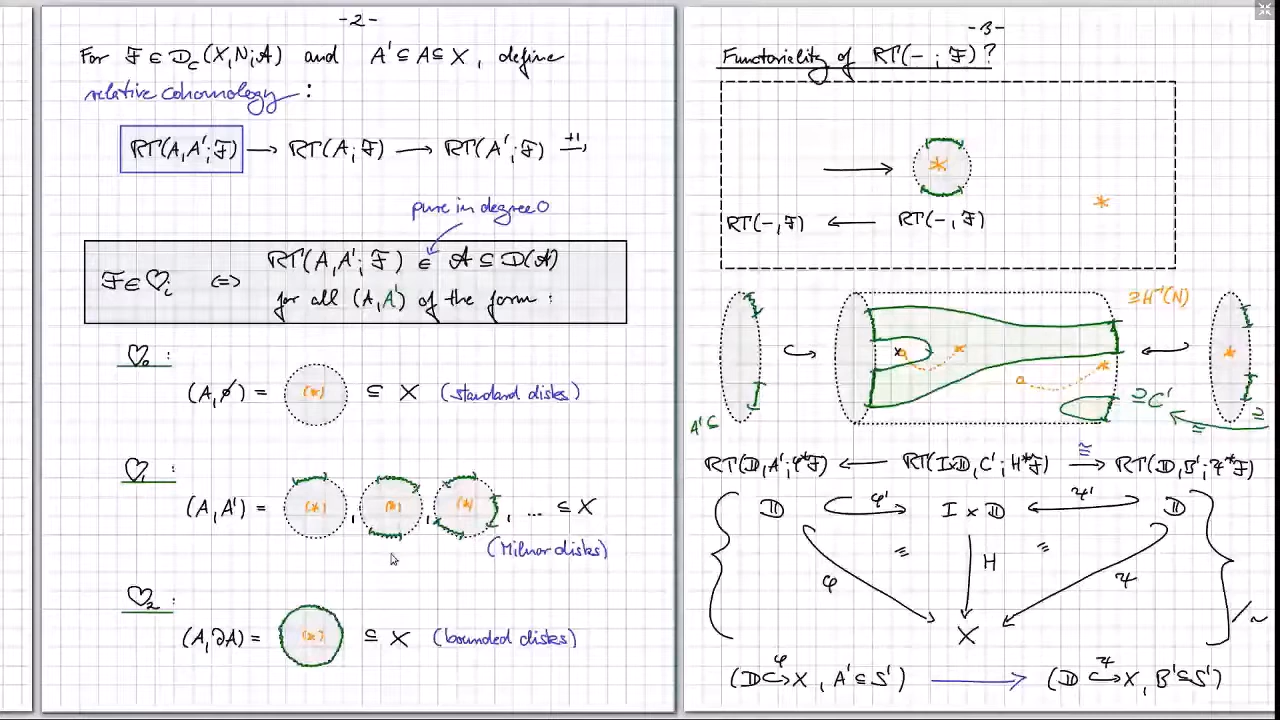 -2-
For F ∈ D_c(X,N;A) and A' ⊆ A ⊆ X, define
relative cohomology:
RΓ(A,A';F) → RΓ(A;F) → RΓ(A';F) +1→,
pure in degree 0
F ∈ ♡_i ⇔ RΓ(A,A';F) ∈ A ⊆ D(A)
for all (A,A') of the form:
♡_0:
(A,∅) = (*) ⊆ X (standard disks)
♡_1:
(A,A') = (*), (*), (*), ... ⊆ X
(Milnor disks)
♡_2:
(A,∂A) = (*) ⊆ X (bounded disks)
-3-
Functoriality of RΓ(-;F)?
→ *
*
RΓ(-,F) ← RΓ(-,F)
⊇H⁻¹(N)
A'⊆
⊇C'
≅
⊇
RΓ(D,A';φ*F) ← RΓ(I×D,C';H*F) ≅→ RΓ(D,B';ψ*F)
D φ' I×D ψ' D
= =
φ H ψ
X
/~
(D φ↪ X, A'⊆S') → (D ψ↪ X, B'⊆S')